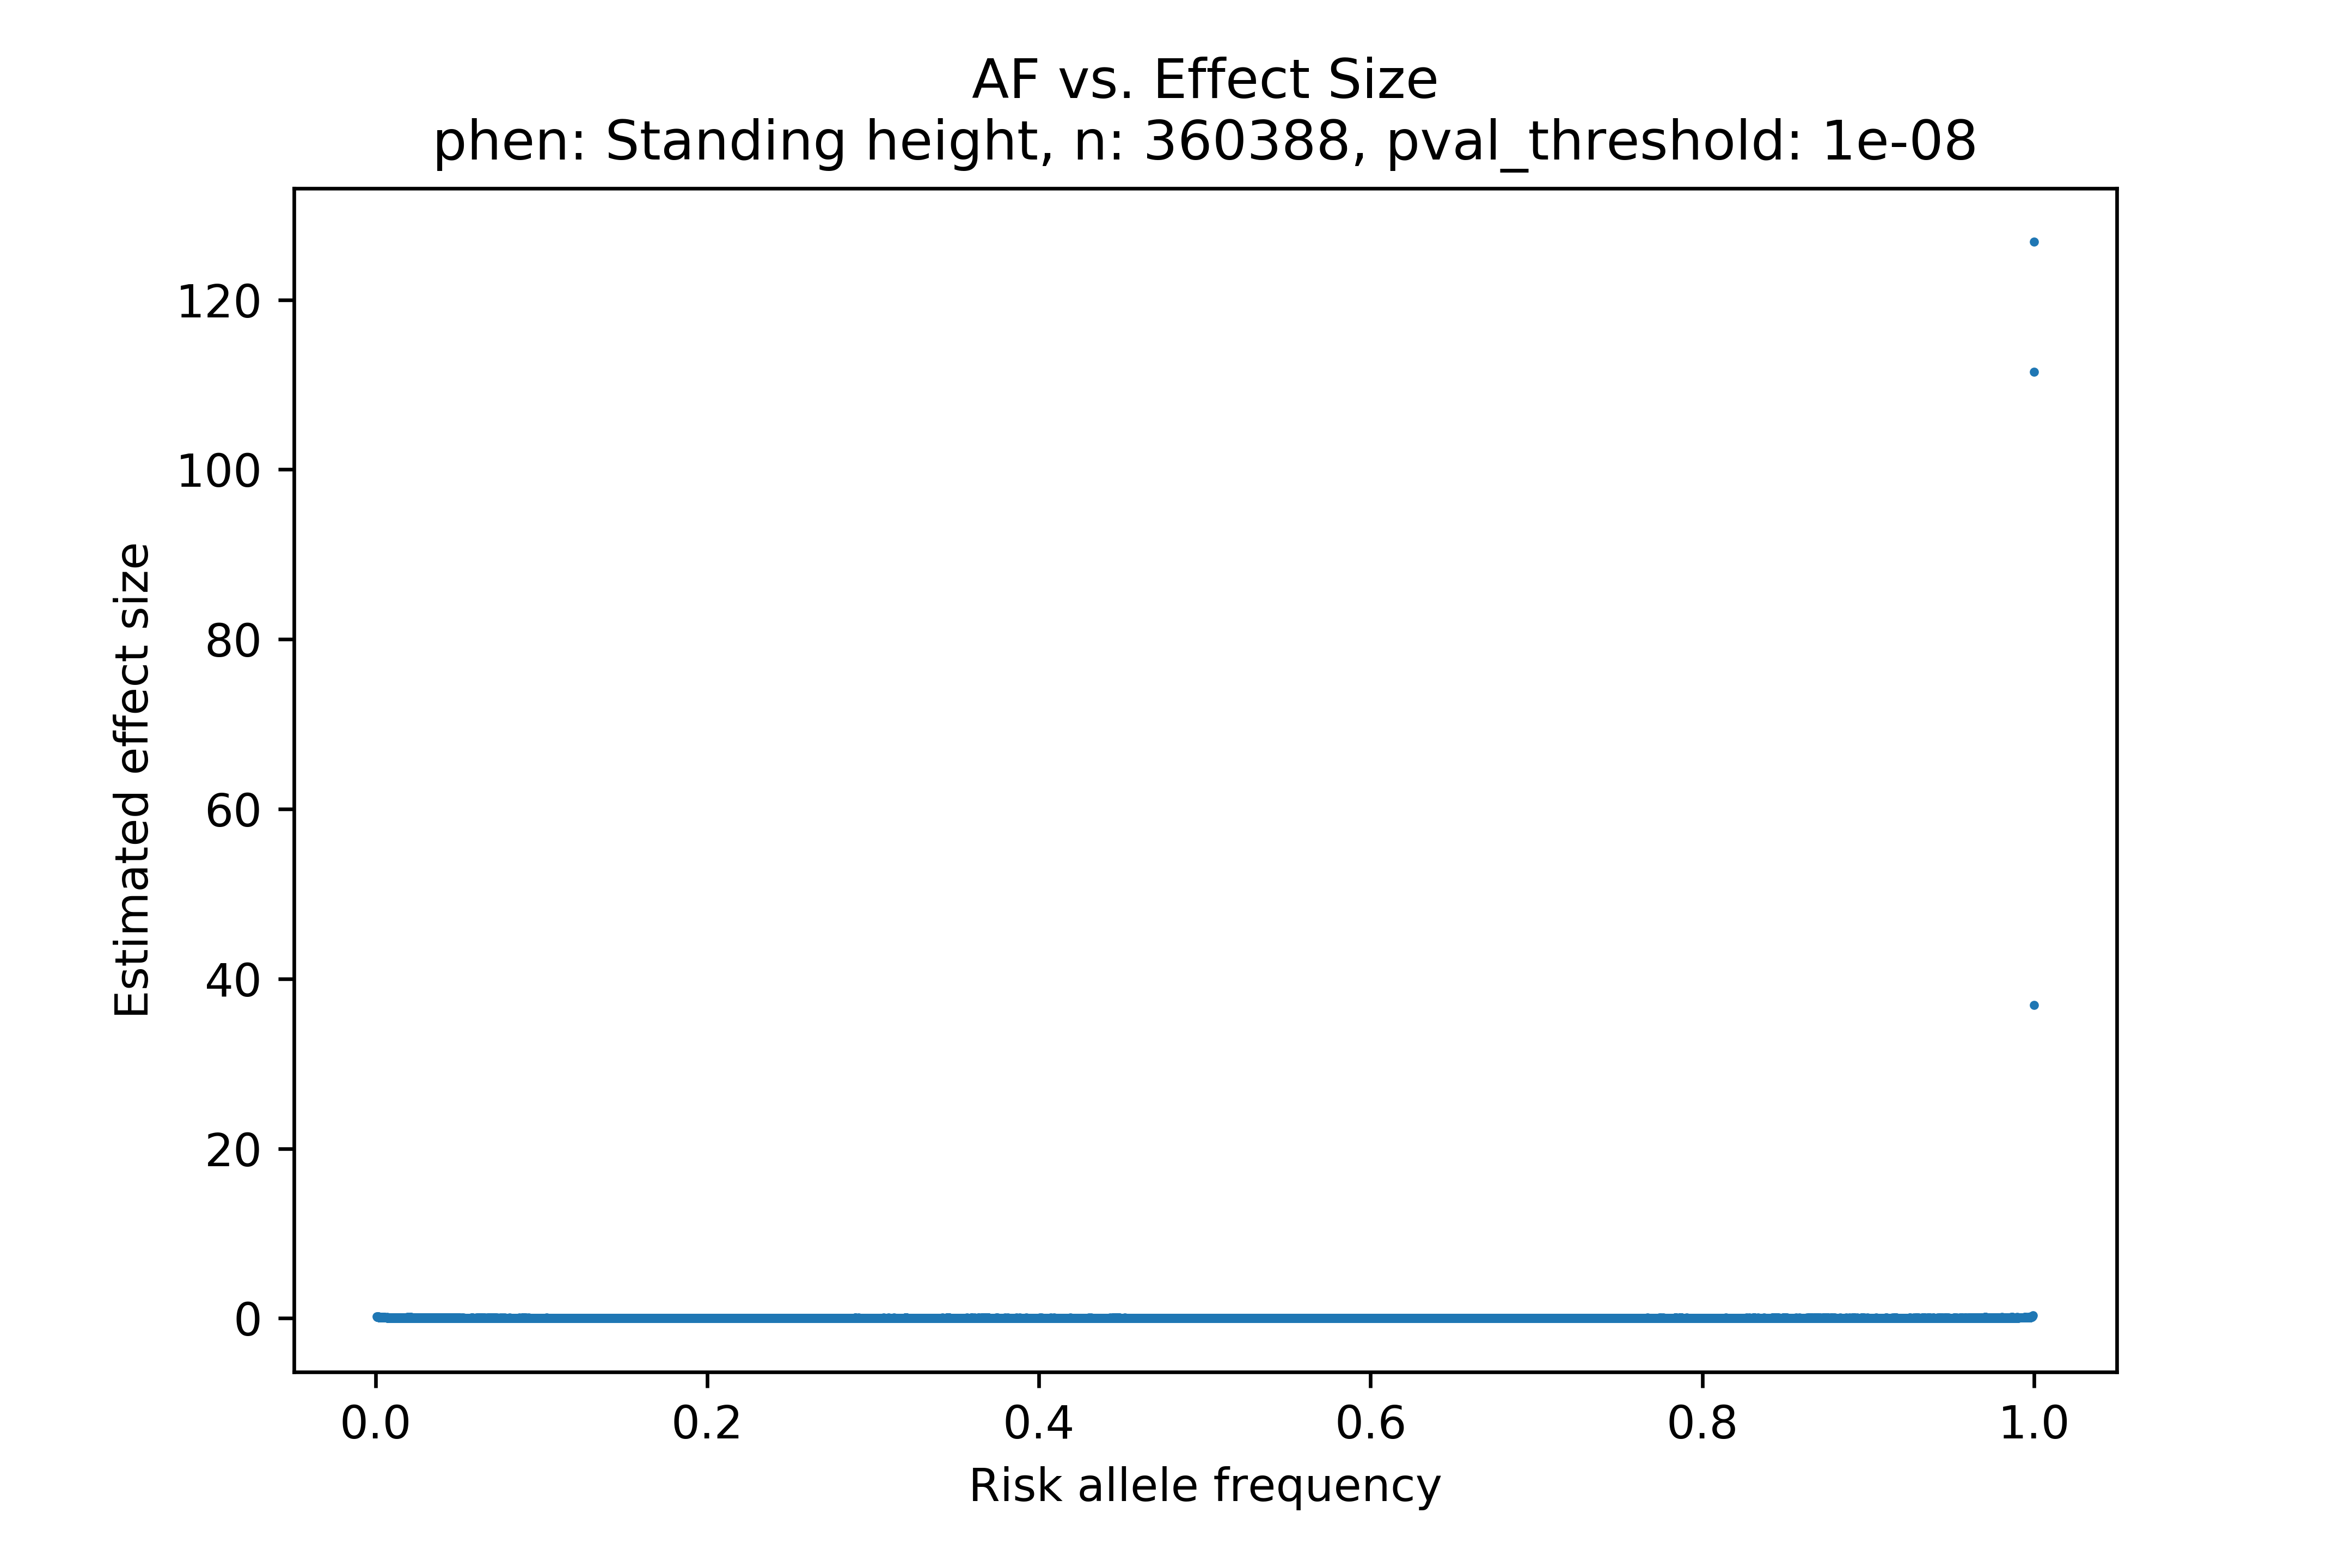 AF vs. Effect Size
phen: Standing height, n: 360388, pval_threshold: 1e-08
120
100
80
60
40
20
0
Estimated effect size
0.0 0.2 0.4 0.6 0.8 1.0
Risk allele frequency